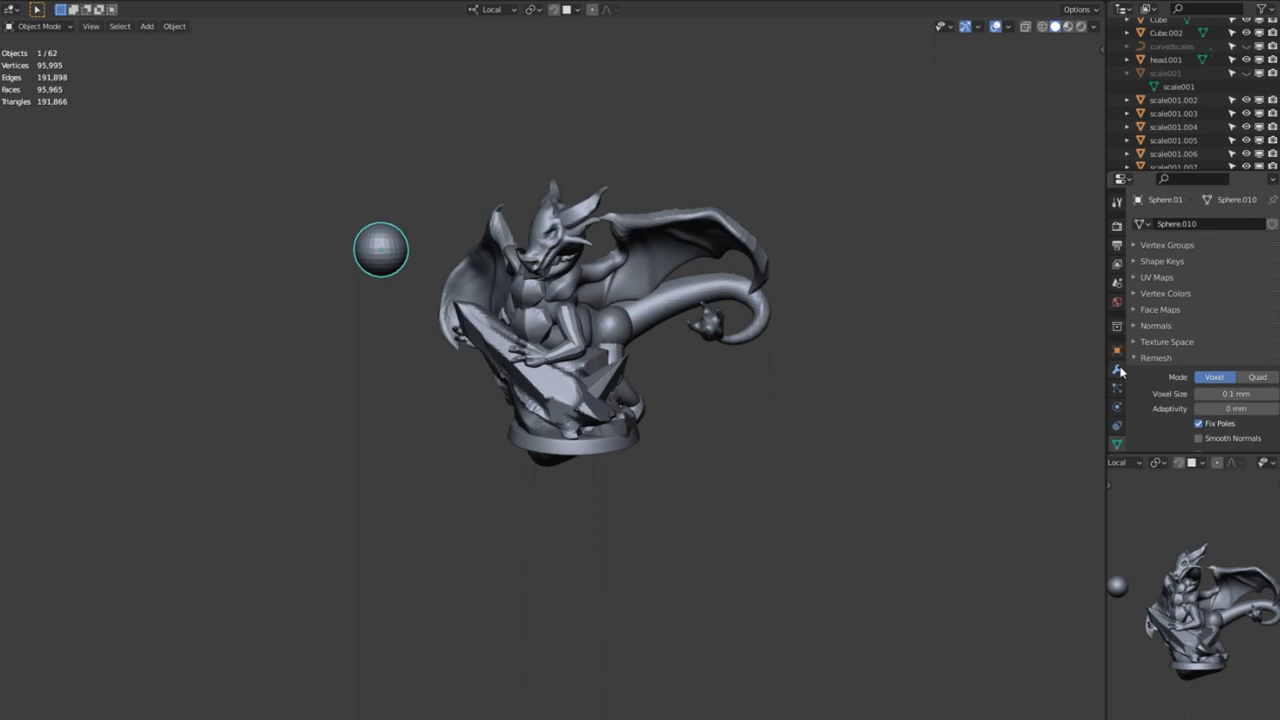 Local
Options
Object Mode View Select Add Object
Objects 1 / 62
Vertices 95,995
Edges 191,898
Faces 95,965
Triangles 191,866
Cube
Cube.002
curvedscales
head.001
scale001
scale001
scale001.002
scale001.003
scale001.004
scale001.005
scale001.006
scale001.007
Sphere.01 Sphere.010
Sphere.010
Vertex Groups
Shape Keys
UV Maps
Vertex Colors
Face Maps
Normals
Texture Space
Remesh
Mode Voxel Quad
Voxel Size 0.1 mm
Adaptivity 0 mm
Fix Poles
Smooth Normals
Local